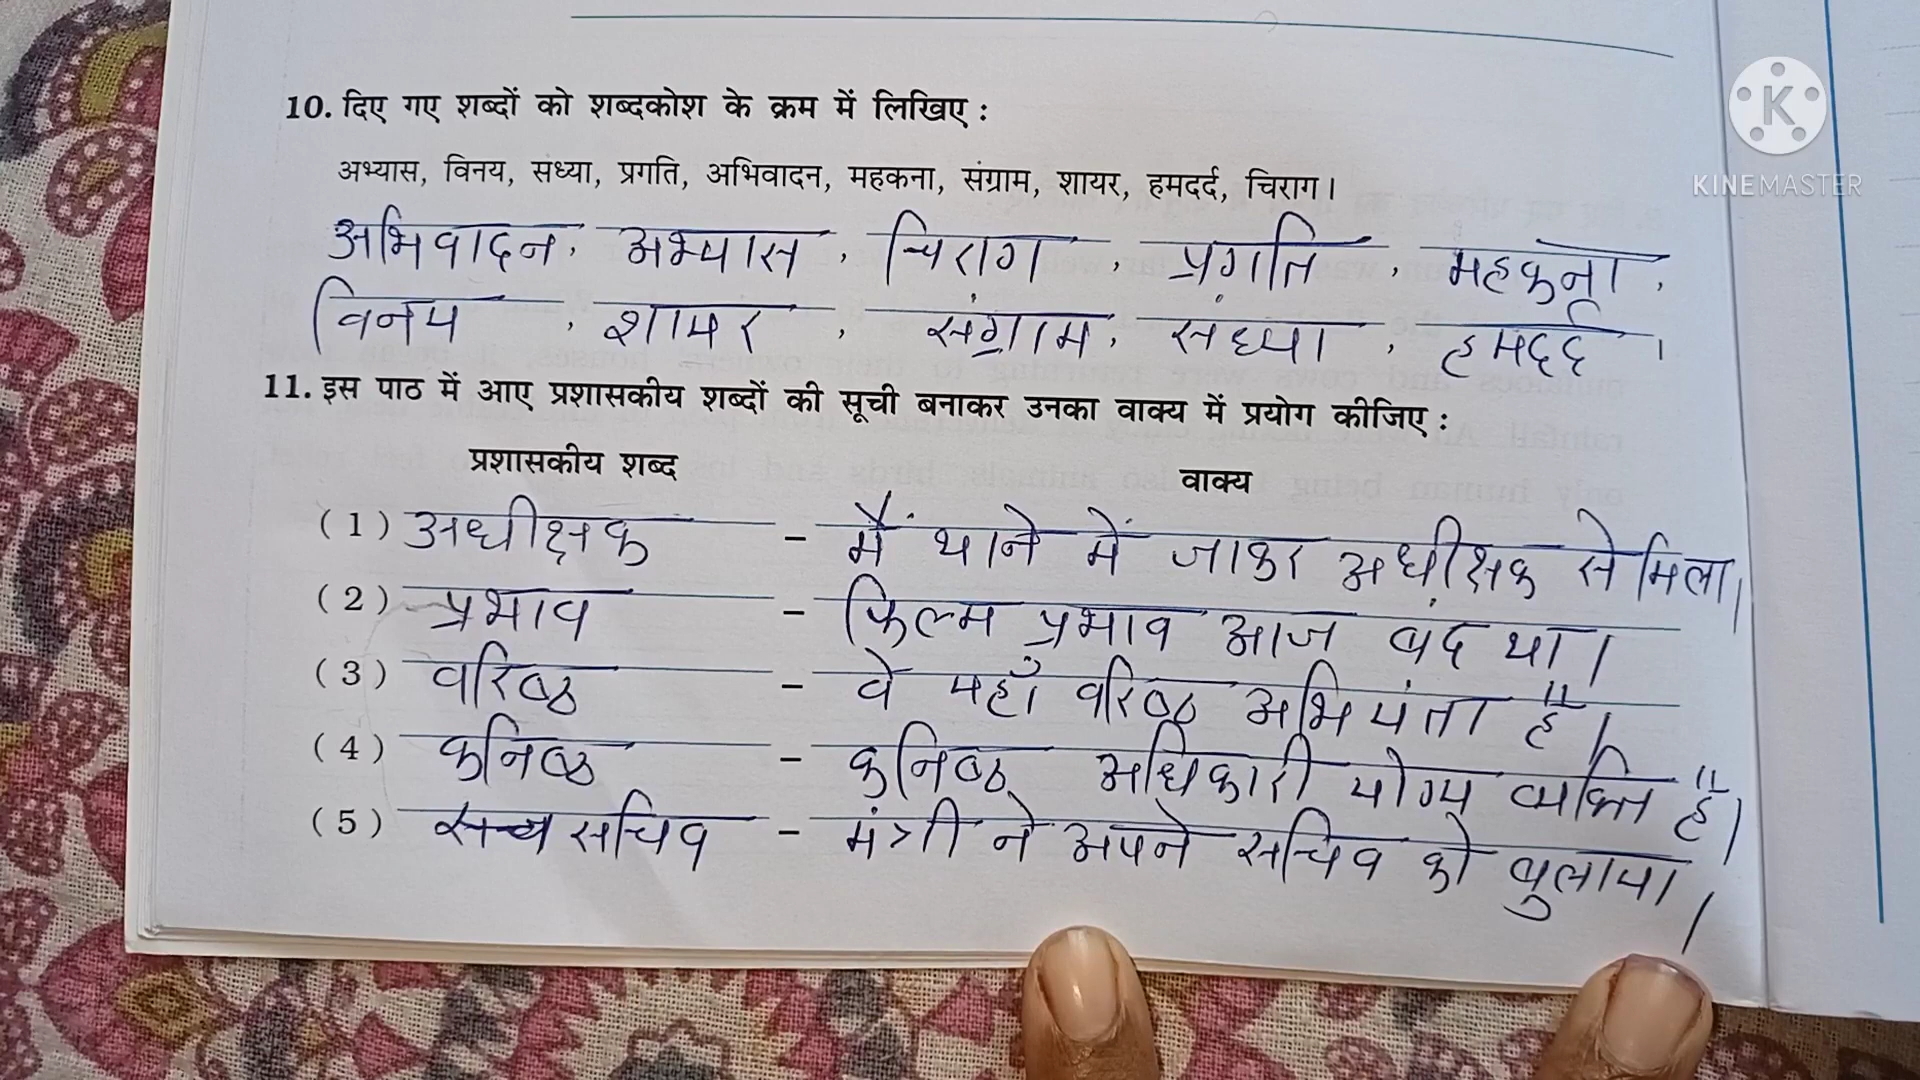 10. दिए गए शब्दों को शब्दकोश के क्रम में लिखिए :
K
KINEMASTER
अभ्यास, विनय, संध्या, प्रगति, अभिवादन, महकना, संग्राम, शायर, हमदर्द, चिराग।
अभिवादन, अभ्यास, चिराग, प्रगति, महकना,
विनय, शायर, संग्राम, संध्या, हमदर्द।
11. इस पाठ में आए प्रशासकीय शब्दों की सूची बनाकर उनका वाक्य में प्रयोग कीजिए :
प्रशासकीय शब्द वाक्य
(1) अधीक्षक - मैं थाने में जाकर अधीक्षक से मिला।
(2) प्रभाव - फिल्म प्रभाव आज बंद था।
(3) वरिष्ठ - वे यहाँ वरिष्ठ अभियंता हैं।
(4) कनिष्ठ - कनिष्ठ अधिकारी योग्य व्यक्ति हैं।
(5) सचिव - मंत्री ने अपने सचिव को बुलाया।